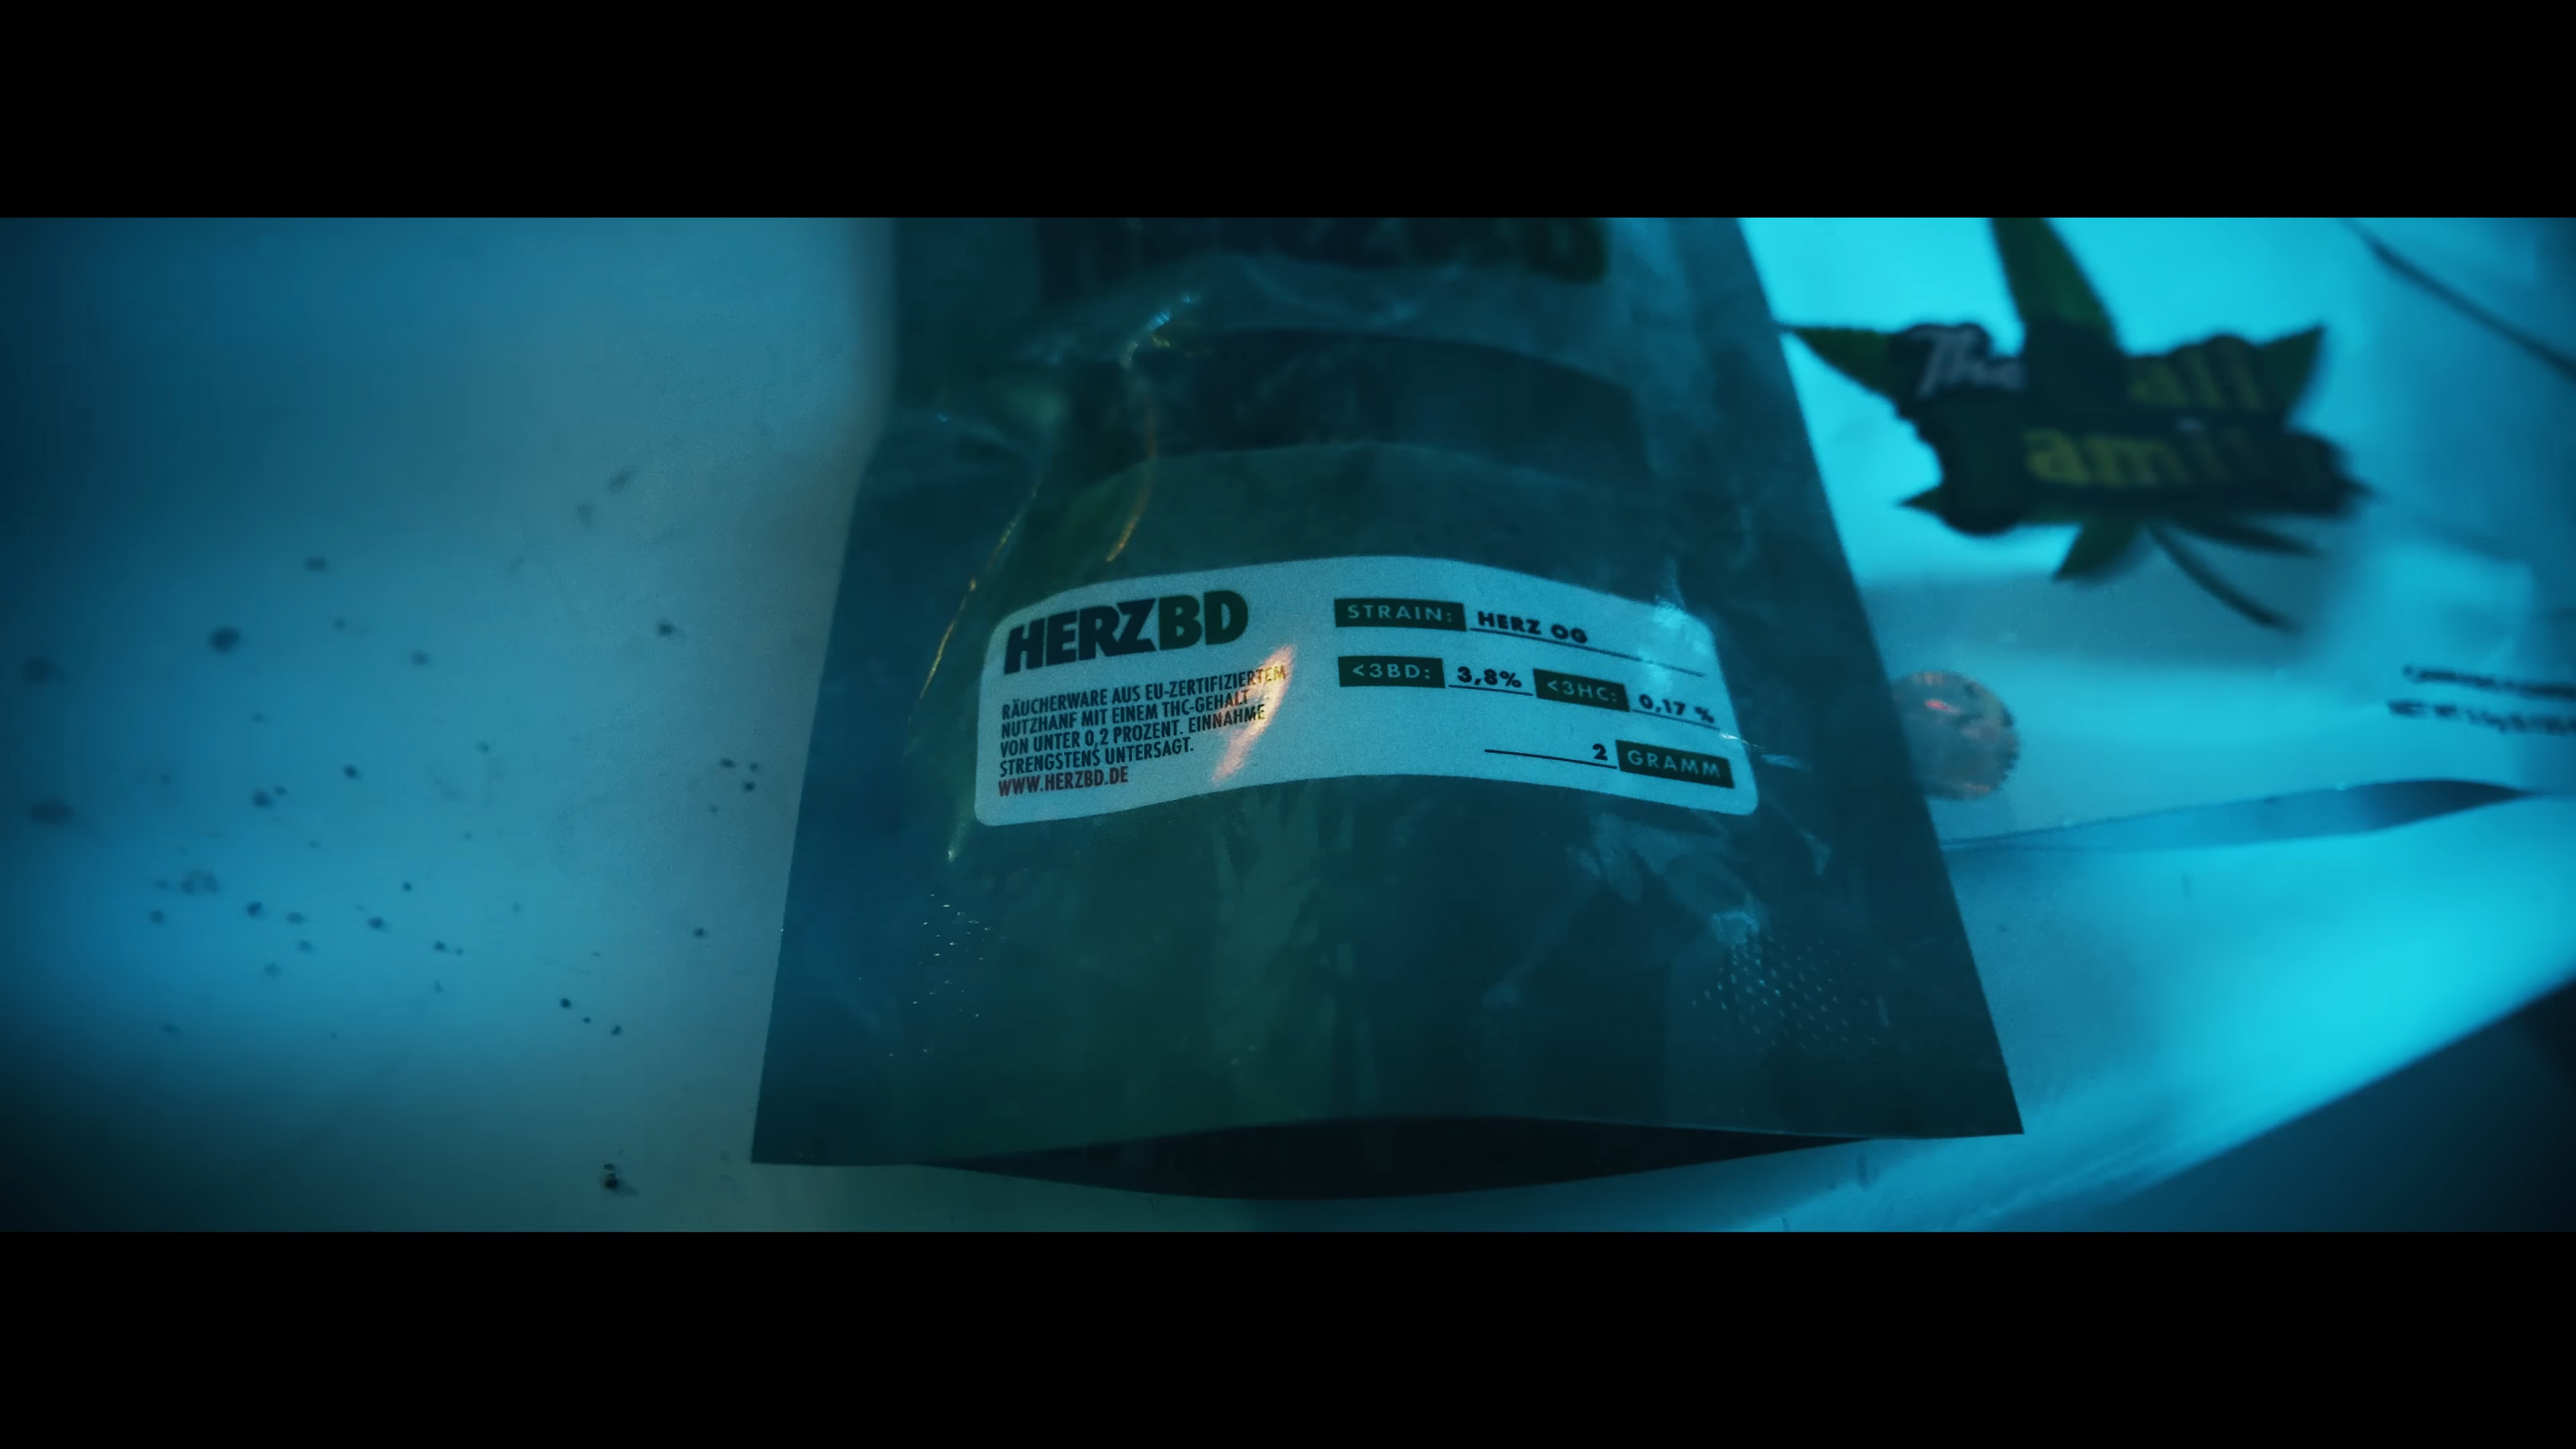 HERZBD
RÄUCHERWARE AUS EU-ZERTIFIZIERTEM
NUTZHANF MIT EINEM THC-GEHALT
VON UNTER 0,2 PROZENT. EINNAHME
STRENGSTENS UNTERSAGT.
WWW.HERZBD.DE
STRAIN: HERZ OG
<3BD: 3,8% <3HC: 0,17 %
2 GRAMM
The